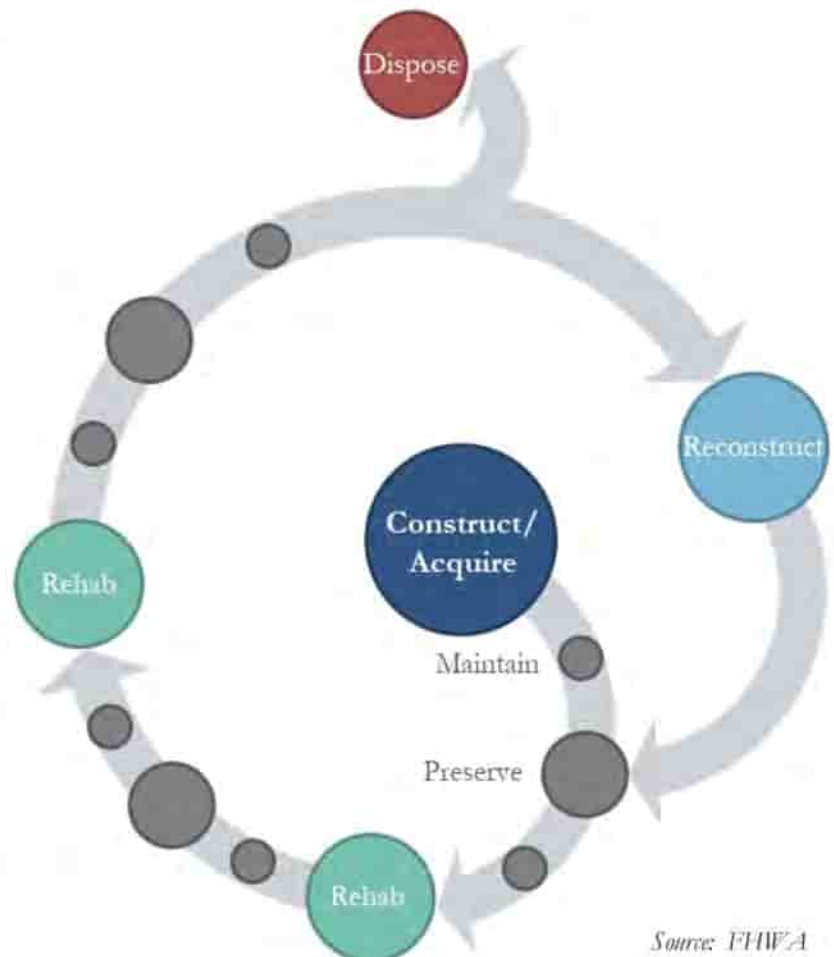 Dispose
Reconstruct
Construct/
Acquire
Rehab
Maintain
Preserve
Rehab
Source: FHWA